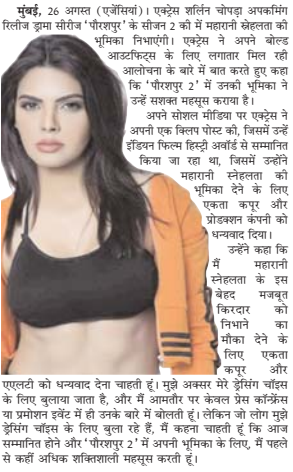 मुंबई, 26 अगस्त (एजेंसियां)। एक्ट्रेस शर्लिन चोपड़ा अपकमिंग
रिलीज ड्रामा सीरीज 'पौरशपुर' के सीजन 2 की में महारानी स्नेहलता की
भूमिका निभाएंगी। एक्ट्रेस ने अपने बोल्ड
आउटफिट्स के लिए लगातार मिल रही
आलोचना के बारे में बात करते हुए कहा
कि 'पौरशपुर 2' में उनकी भूमिका ने
उन्हें सशक्त महसूस कराया है।
अपने सोशल मीडिया पर एक्ट्रेस ने
अपनी एक क्लिप पोस्ट की, जिसमें उन्हें
इंडियन फिल्म हिस्ट्री अवॉर्ड से सम्मानित
किया जा रहा था, जिसमें उन्होंने
महारानी स्नेहलता की
भूमिका देने के लिए
एकता कपूर और
प्रोडक्शन कंपनी को
धन्यवाद दिया।
उन्होंने कहा कि
मैं महारानी
स्नेहलता के इस
बेहद मजबूत
किरदार को
निभाने का
मौका देने के
लिए एकता
कपूर और
एएलटी को धन्यवाद देना चाहती हूं। मुझे अक्सर मेरे ड्रेसिंग चॉइस
के लिए बुलाया जाता है, और मैं आमतौर पर केवल प्रेस कॉन्फ्रेंस
या प्रमोशन इवेंट में ही उनके बारे में बोलती हूं। लेकिन जो लोग मुझे
ड्रेसिंग चॉइस के लिए बुला रहे हैं, मैं कहना चाहती हूं कि आज
सम्मानित होने और 'पौरशपुर 2' में अपनी भूमिका के लिए, मैं पहले
से कहीं अधिक शक्तिशाली महसूस करती हूं।